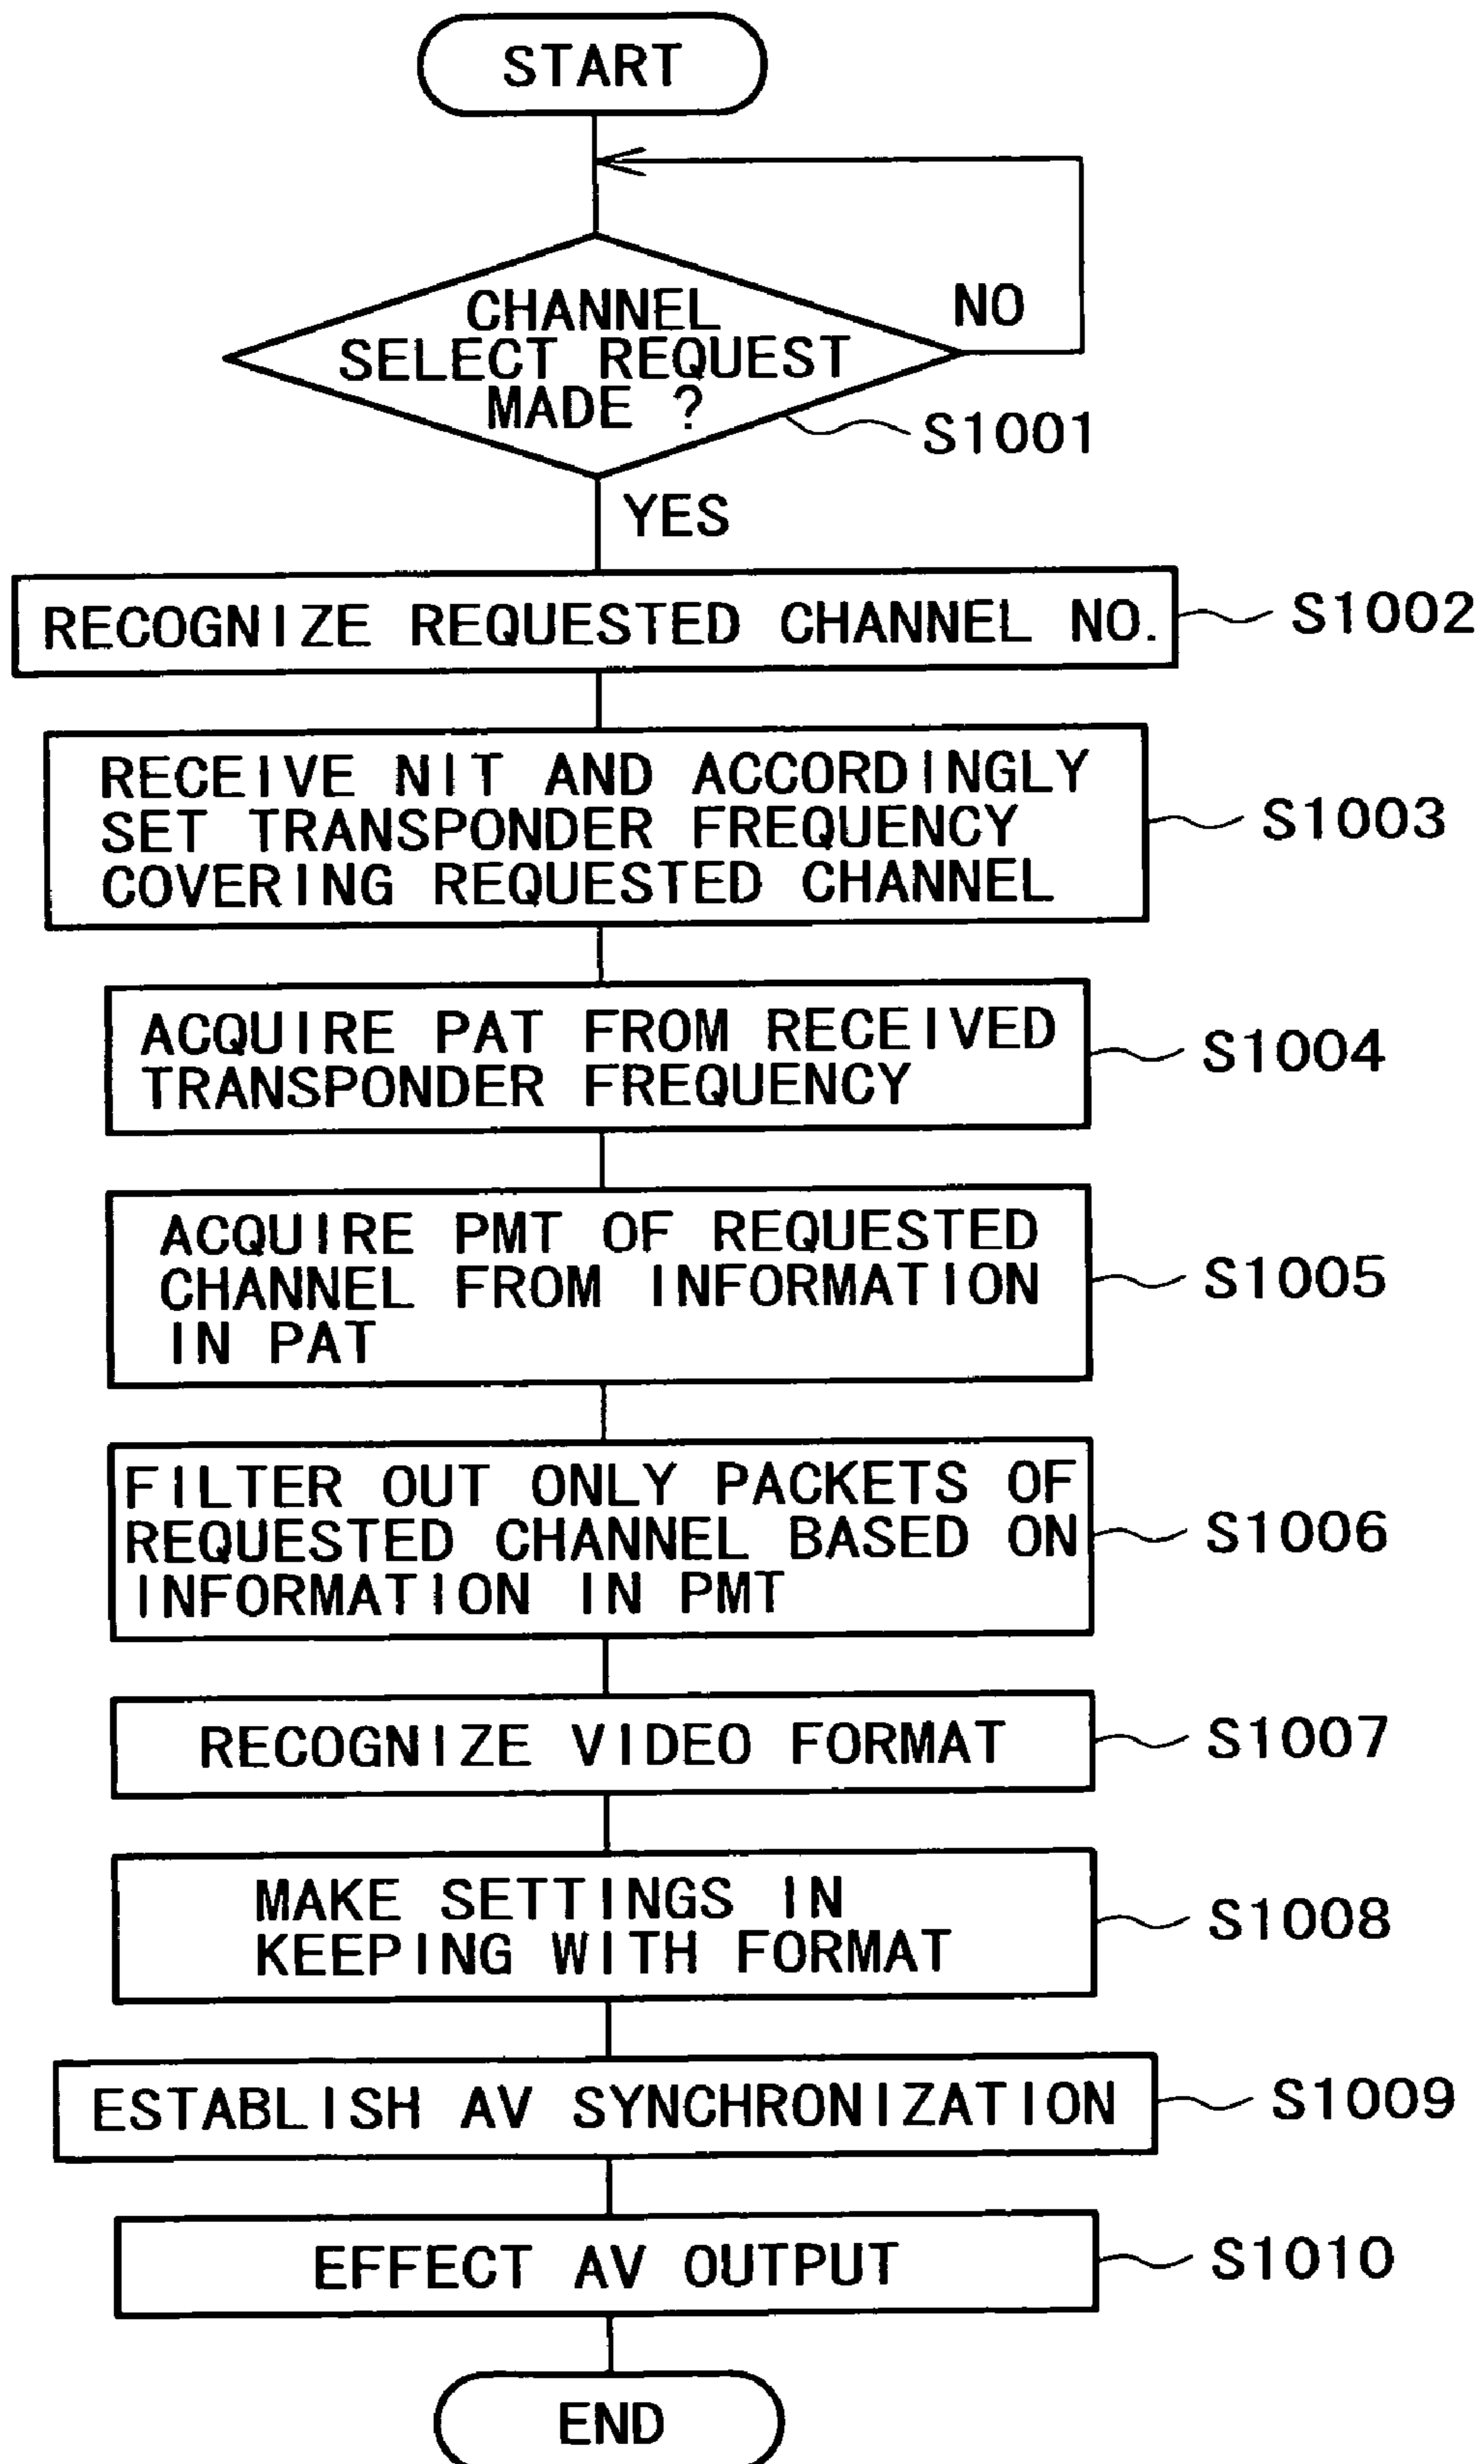 START
CHANNEL
SELECT REQUEST
MADE ?
NO
S1001
YES
RECOGNIZE REQUESTED CHANNEL NO.
S1002
RECEIVE NIT AND ACCORDINGLY
SET TRANSPONDER FREQUENCY
COVERING REQUESTED CHANNEL
S1003
ACQUIRE PAT FROM RECEIVED
TRANSPONDER FREQUENCY
S1004
ACQUIRE PMT OF REQUESTED
CHANNEL FROM INFORMATION
IN PAT
S1005
FILTER OUT ONLY PACKETS OF
REQUESTED CHANNEL BASED ON
INFORMATION IN PMT
S1006
RECOGNIZE VIDEO FORMAT
S1007
MAKE SETTINGS IN
KEEPING WITH FORMAT
S1008
ESTABLISH AV SYNCHRONIZATION
S1009
EFFECT AV OUTPUT
S1010
END